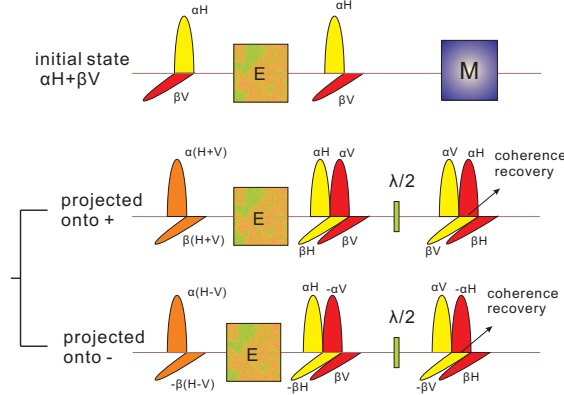 αH
αH
initial state
αH+βV
E
M
βV
βV
α(H+V)
αH
αV
αV
αH
coherence
recovery
λ/2
projected
onto +
E
β(H+V)
βH
βV
βV
βH
α(H-V)
αH
-αV
αV
-αH
coherence
recovery
λ/2
projected
onto -
E
-β(H-V)
-βH
βV
-βV
βH